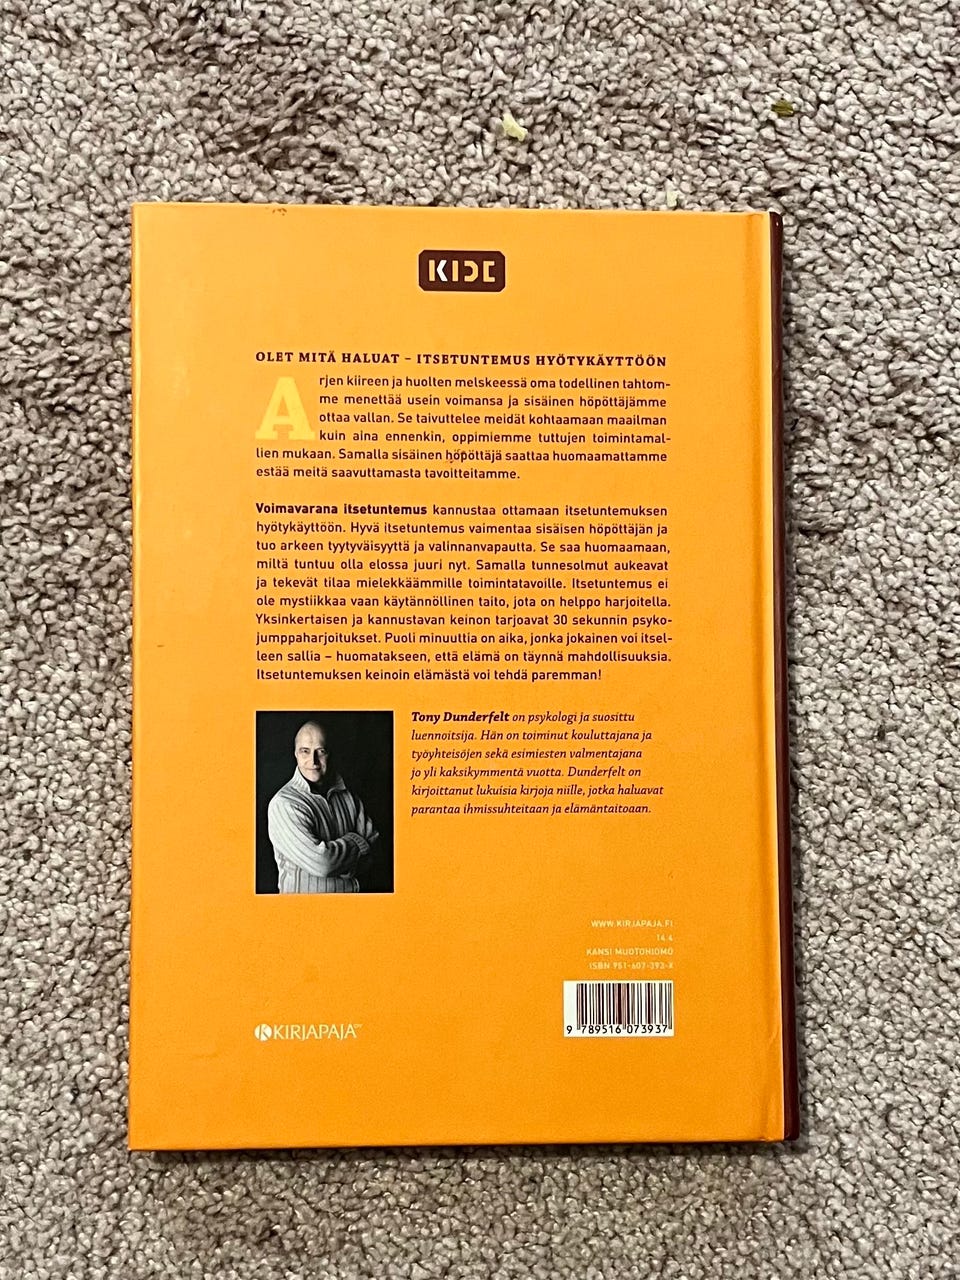 KIDE
OLET MITÄ HALUAT – ITSETUNTEMUS HYÖTYKÄYTTÖÖN
Arjen kiireen ja huolten melskeessä oma todellinen tahtom-
me menettää usein voimansa ja sisäinen höpöttäjämme
ottaa vallan. Se taivuttelee meidät kohtaamaan maailman
kuin aina ennenkin, oppimiemme tuttujen toimintamal-
lien mukaan. Samalla sisäinen höpöttäjä saattaa huomaamattamme
estää meitä saavuttamasta tavoitteitamme.
Voimavarana itsetuntemus kannustaa ottamaan itsetuntemuksen
hyötykäyttöön. Hyvä itsetuntemus vaimentaa sisäisen höpöttäjän ja
tuo arkeen tyytyväisyyttä ja valinnanvapautta. Se saa huomaamaan,
miltä tuntuu olla elossa juuri nyt. Samalla tunnesolmut aukeavat
ja tekevät tilaa mielekkäämmille toimintatavoille. Itsetuntemus ei
ole mystiikkaa vaan käytännöllinen taito, jota on helppo harjoitella.
Yksinkertaisen ja kannustavan keinon tarjoavat 30 sekunnin psyko-
jumppaharjoitukset. Puoli minuuttia on aika, jonka jokainen voi itsel-
leen sallia – huomatakseen, että elämä on täynnä mahdollisuuksia.
Itsetuntemuksen keinoin elämästä voi tehdä paremman!
Tony Dunderfelt on psykologi ja suosittu
luennoitsija. Hän on toiminut kouluttajana ja
työyhteisöjen sekä esimiesten valmentajana
jo yli kaksikymmentä vuotta. Dunderfelt on
kirjoittanut lukuisia kirjoja niille, jotka haluavat
parantaa ihmissuhteitaan ja elämäntaitoaan.
WWW.KIRJAPAJA.FI
14.4
KANSI MUOTOHIOMO
ISBN 951-607-393-X
9 789516 073937
KIRJAPAJA